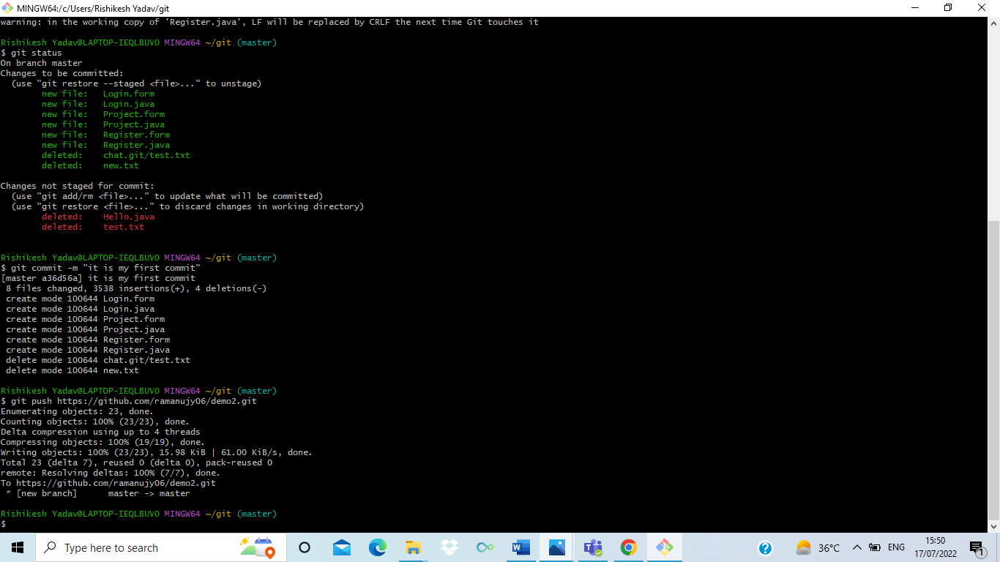 MINGW64:/c/Users/Rishikesh Yadav/git
warning: in the working copy of 'Register.java', LF will be replaced by CRLF the next time Git touches it
Rishikesh Yadav@LAPTOP-IEQLBUVO MINGW64 ~/git (master)
$ git status
On branch master
Changes to be committed:
  (use "git restore --staged <file>..." to unstage)
        new file:   Login.form
        new file:   Login.java
        new file:   Project.form
        new file:   Project.java
        new file:   Register.form
        new file:   Register.java
        deleted:    chat.git/test.txt
        deleted:    new.txt
Changes not staged for commit:
  (use "git add/rm <file>..." to update what will be committed)
  (use "git restore <file>..." to discard changes in working directory)
        deleted:    Hello.java
        deleted:    test.txt
Rishikesh Yadav@LAPTOP-IEQLBUVO MINGW64 ~/git (master)
$ git commit -m "it is my first commit"
[master a36d56a] it is my first commit
 8 files changed, 3538 insertions(+), 4 deletions(-)
 create mode 100644 Login.form
 create mode 100644 Login.java
 create mode 100644 Project.form
 create mode 100644 Project.java
 create mode 100644 Register.form
 create mode 100644 Register.java
 delete mode 100644 chat.git/test.txt
 delete mode 100644 new.txt
Rishikesh Yadav@LAPTOP-IEQLBUVO MINGW64 ~/git (master)
$ git push https://github.com/ramanujy06/demo2.git
Enumerating objects: 23, done.
Counting objects: 100% (23/23), done.
Delta compression using up to 4 threads
Compressing objects: 100% (19/19), done.
Writing objects: 100% (23/23), 15.98 KiB | 61.00 KiB/s, done.
Total 23 (delta 7), reused 0 (delta 0), pack-reused 0
remote: Resolving deltas: 100% (7/7), done.
To https://github.com/ramanujy06/demo2.git
 * [new branch]      master -> master
Rishikesh Yadav@LAPTOP-IEQLBUVO MINGW64 ~/git (master)
$
Type here to search
36°C
ENG
15:50
17/07/2022
1